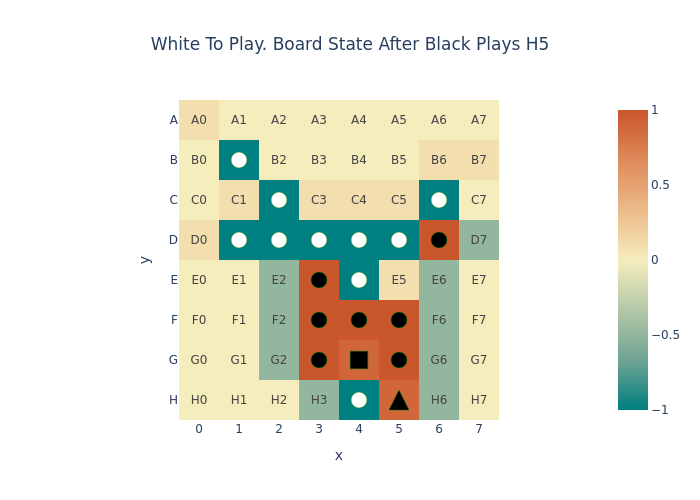 White To Play. Board State After Black Plays H5
A A0 A1 A2 A3 A4 A5 A6 A7 1
B B0 B2 B3 B4 B5 B6 B7
C C0 C1 C3 C4 C5 C7 0.5
D D0 D7
y 0
E E0 E1 E2 E5 E6 E7
F F0 F1 F2 F6 F7 −0.5
G G0 G1 G2 G6 G7
H H0 H1 H2 H3 H6 H7 −1
0 1 2 3 4 5 6 7
x